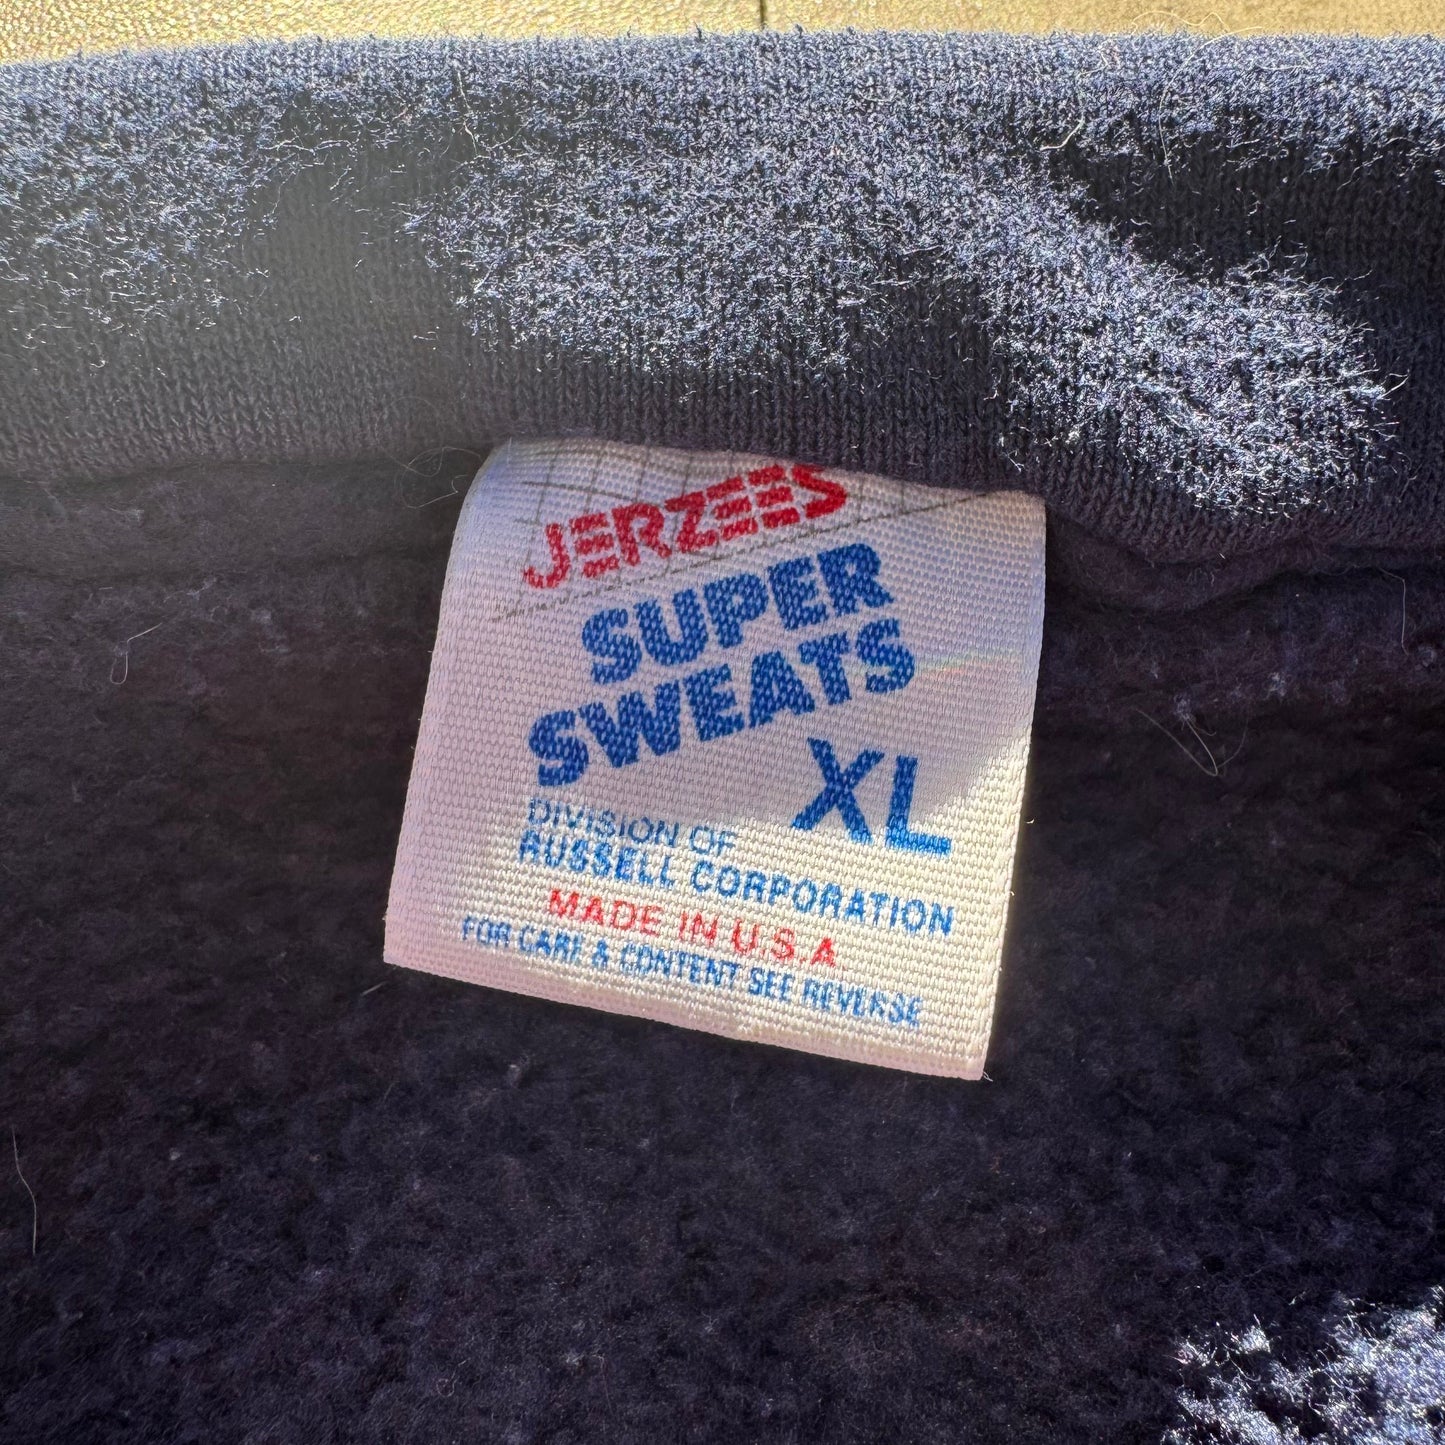 JERZEES
SUPER
SWEATS
XL
DIVISION OF
RUSSELL CORPORATION
MADE IN U.S.A.
FOR CARE & CONTENT SEE REVERSE